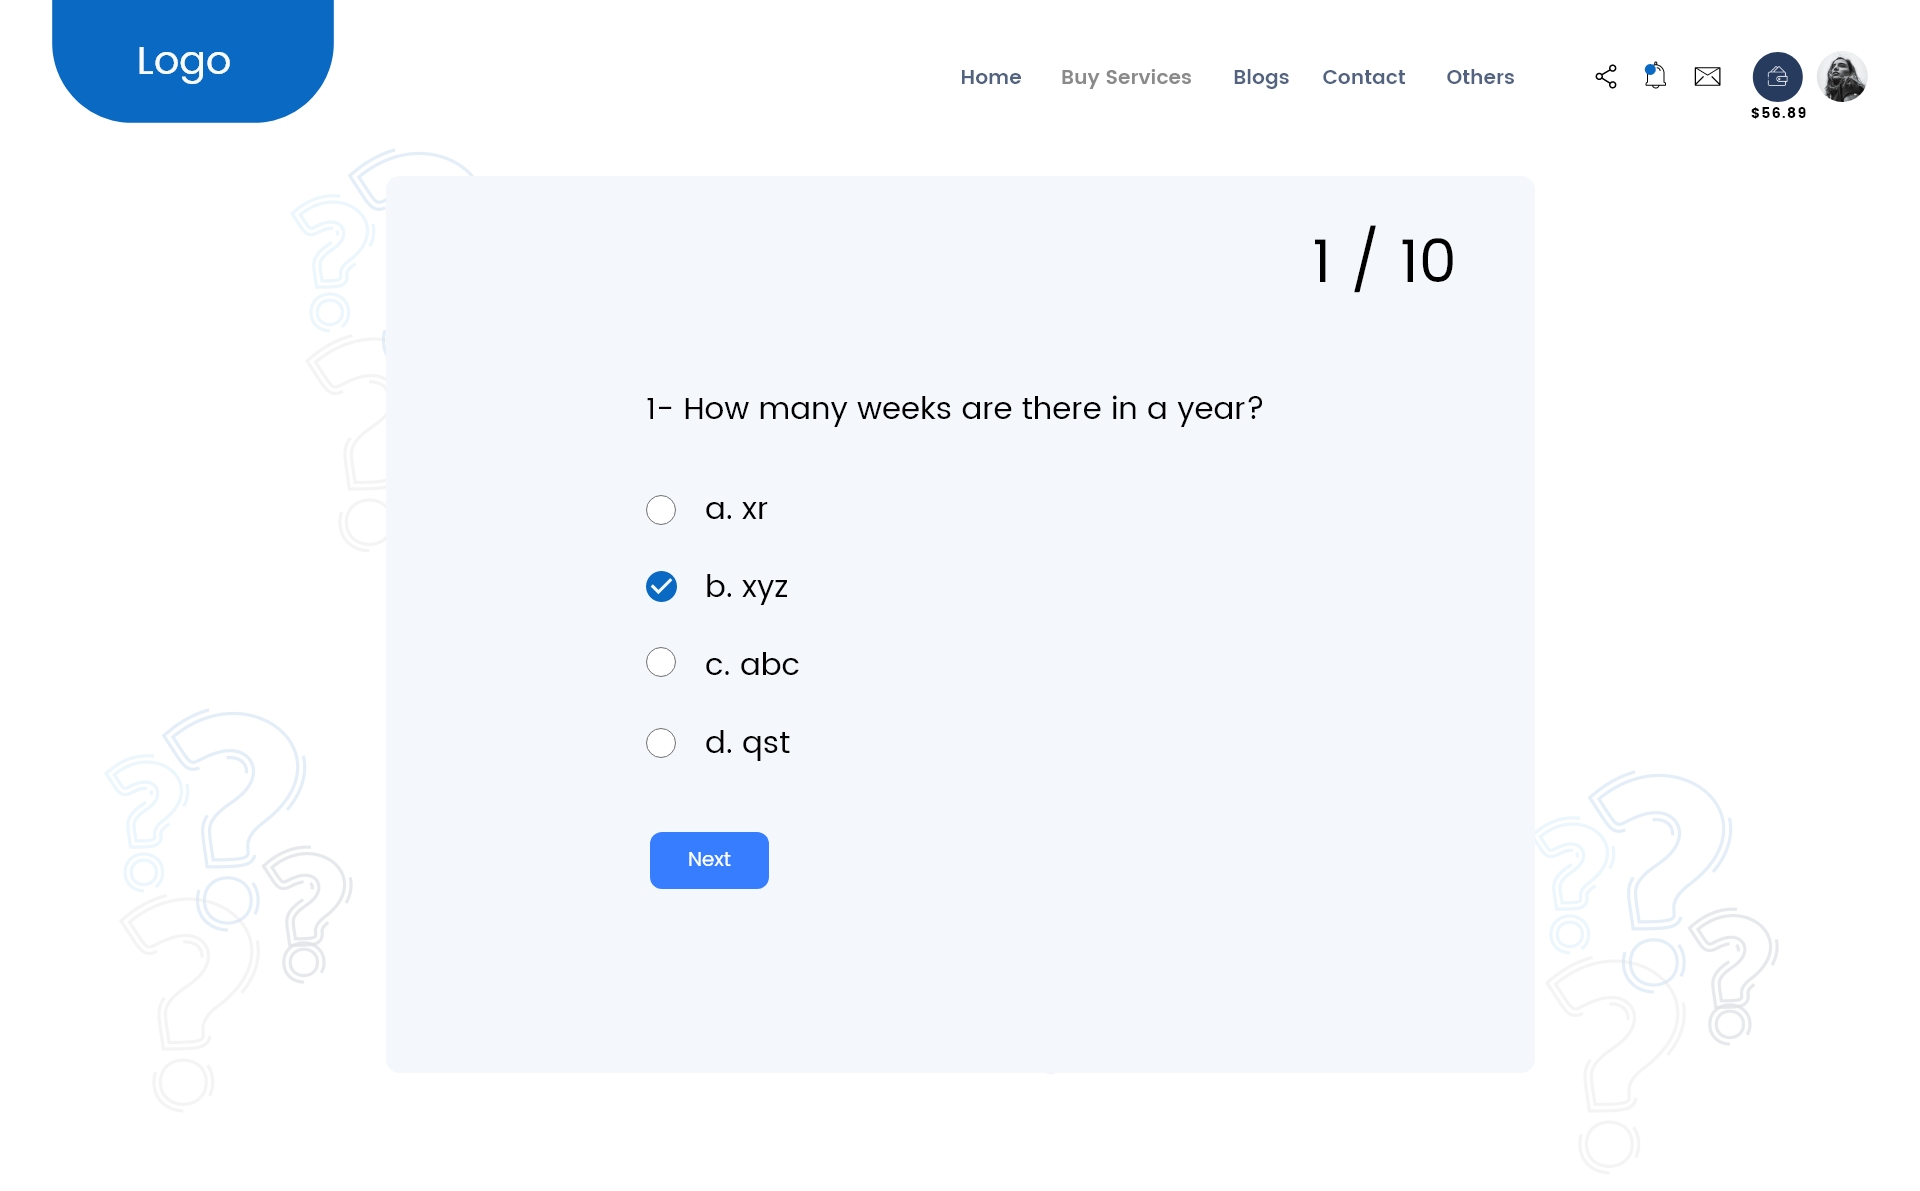 Logo
Home Buy Services Blogs Contact Others
$56.89
1 / 10
1- How many weeks are there in a year?
a. xr
b. xyz
c. abc
d. qst
Next